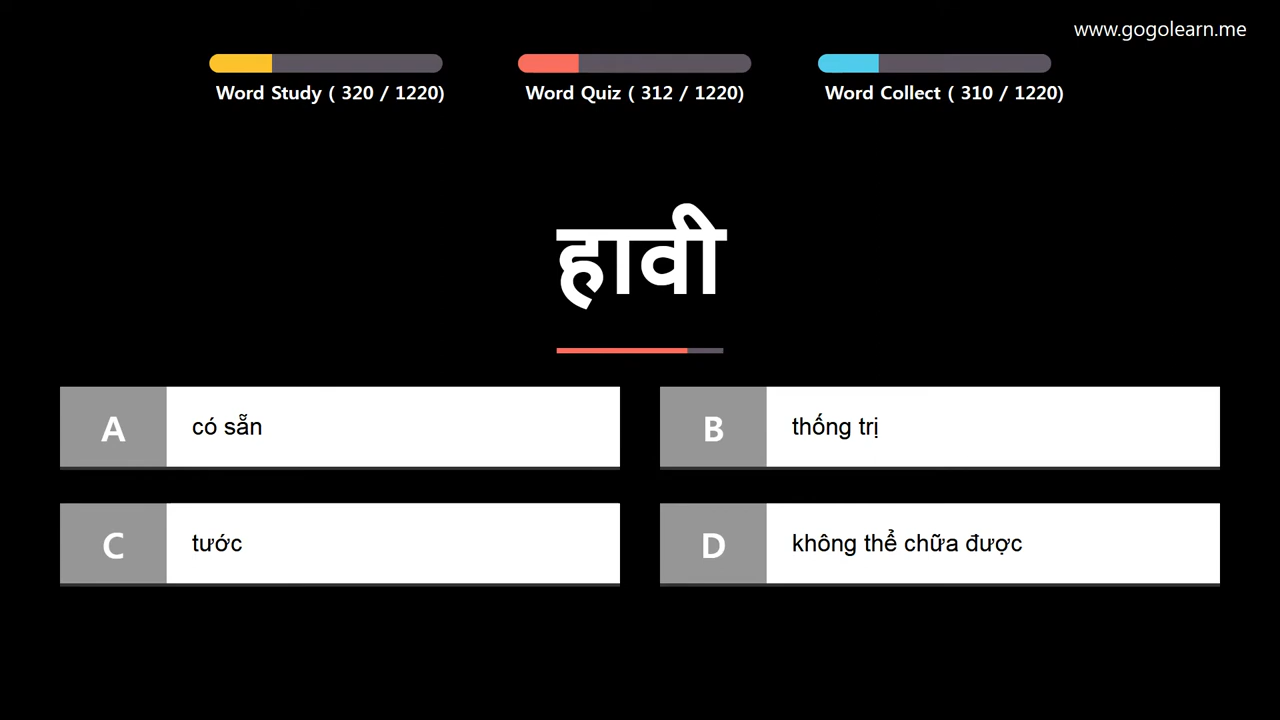 www.gogolearn.me
Word Study ( 320 / 1220)
Word Quiz ( 312 / 1220)
Word Collect ( 310 / 1220)
हावी
A
có sẵn
B
thống trị
C
tước
D
không thể chữa được